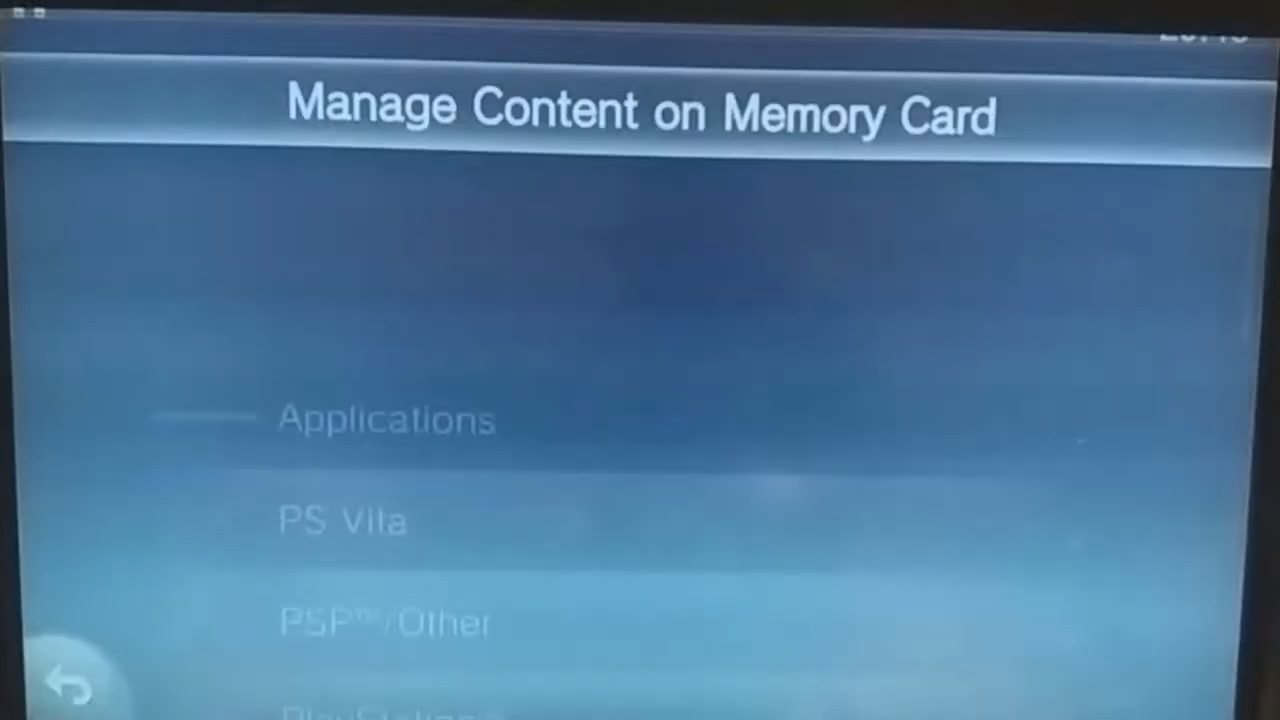 Manage Content on Memory Card
Applications
PS Vita
PSP™/Other